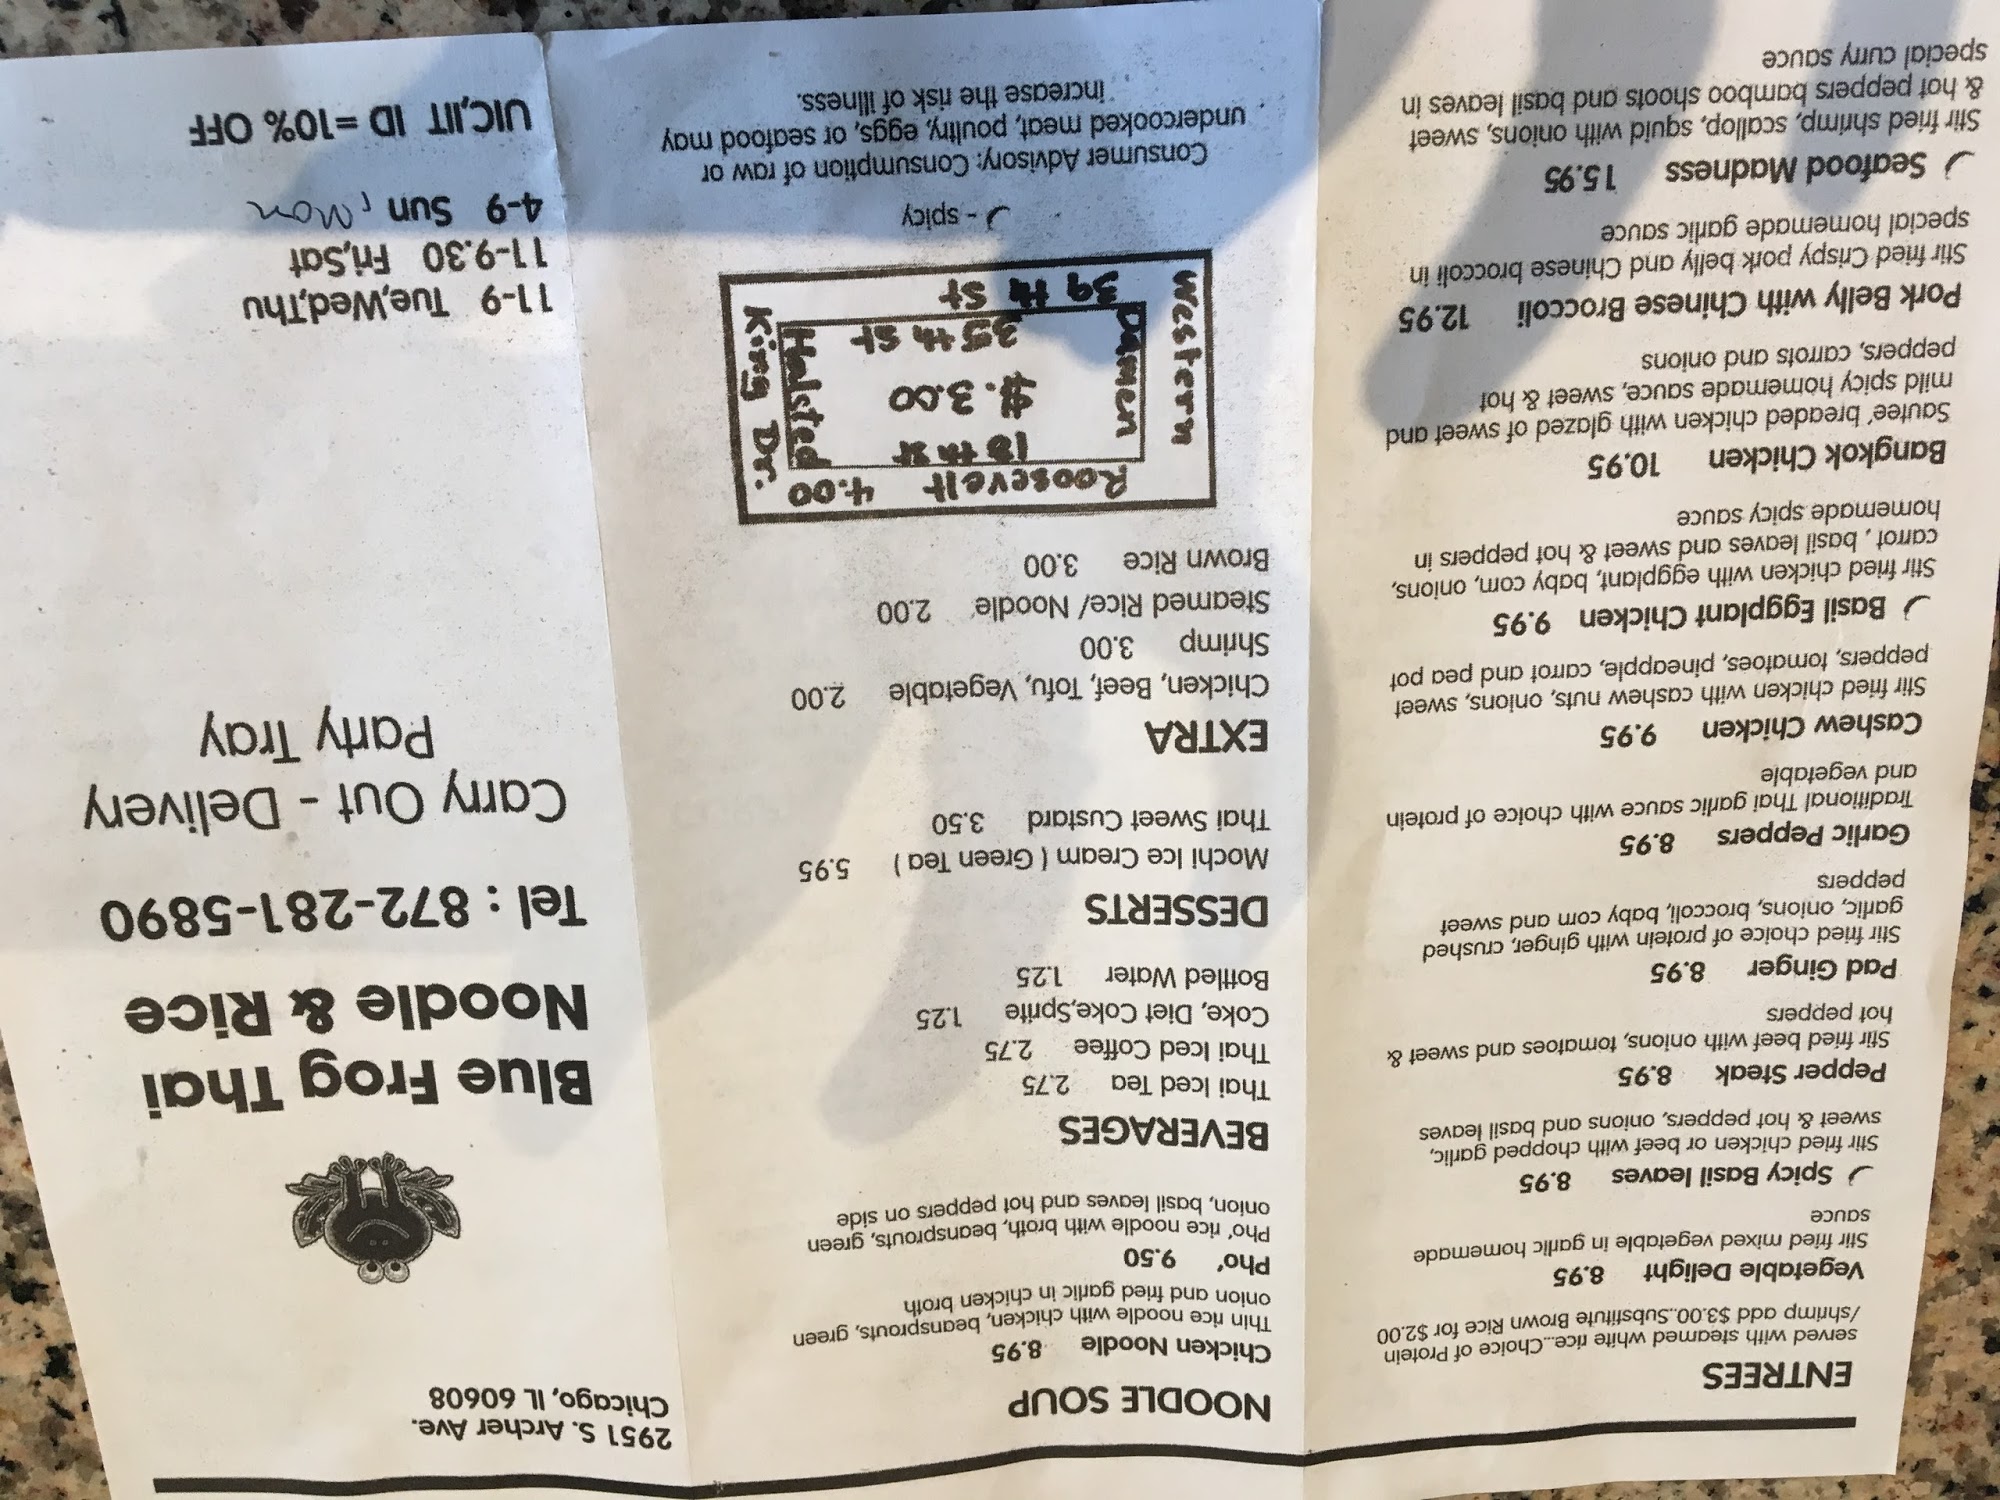 ENTREES
served with steamed white rice...Choice of Protein
/shrimp add $3.00..Substitute Brown Rice for $2.00
Vegetable Delight 8.95
Stir fried mixed vegetable in garlic homemade
sauce
Spicy Basil leaves 8.95
Stir fried chicken or beef with chopped garlic,
sweet & hot peppers, onions and basil leaves
Pepper Steak 8.95
Stir fried beef with onions, tomatoes and sweet &
hot peppers
Pad Ginger 8.95
Stir fried choice of protein with ginger, crushed
garlic, onions, broccoli, baby corn and sweet
peppers
Garlic Peppers 8.95
Traditional Thai garlic sauce with choice of protein
and vegetable
Cashew Chicken 9.95
Stir fried chicken with cashew nuts, onions, sweet
peppers, tomatoes, pineapple, carrot and pea pot
Basil Eggplant Chicken 9.95
Stir fried chicken with eggplant, baby corn, onions,
carrot , basil leaves and sweet & hot peppers in
homemade spicy sauce
Bangkok Chicken 10.95
Sautee' breaded chicken with glazed of sweet and
mild spicy homemade sauce, sweet & hot
peppers, carrots and onions
Pork Belly with Chinese Broccoli 12.95
Stir fried Crispy pork belly and Chinese broccoli in
special homemade garlic sauce
Seafood Madness 15.95
Stir fried shrimp, scallop, squid with onions, sweet
& hot peppers bamboo shoots and basil leaves in
special curry sauce
NOODLE SOUP
Chicken Noodle 8.95
Thin rice noodle with chicken, beansprouts, green
onion and fried garlic in chicken broth
Pho' 9.50
Pho' rice noodle with broth, beansprouts, green
onion, basil leaves and hot peppers on side
BEVERAGES
Thai Iced Tea 2.75
Thai Iced Coffee 2.75
Coke, Diet Coke,Sprite 1.25
Bottled Water 1.25
DESSERTS
Mochi Ice Cream ( Green Tea ) 5.95
Thai Sweet Custard 3.50
EXTRA
Chicken, Beef, Tofu, Vegetable 2.00
Shrimp 3.00
Steamed Rice/ Noodle 2.00
Brown Rice 3.00
Roosevelt 4.00
18 th st
$. 3.00
35 th st
39 th st
Western
Damen
Halsted
King Dr.
- spicy
Consumer Advisory: Consumption of raw or
undercooked meat, poultry, eggs, or seafood may
increase the risk of illness.
2951 S. Archer Ave.
Chicago, IL 60608
Blue Frog Thai
Noodle & Rice
Tel : 872-281-5890
Carry Out - Delivery
Party Tray
11-9 Tue,Wed,Thu
11-9.30 Fri,Sat
4-9 Sun, Mon
UIC,IIT ID =10% OFF